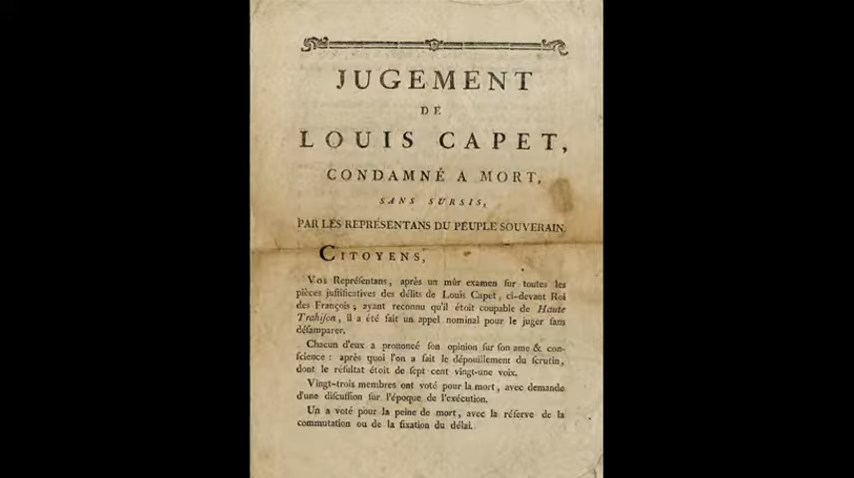 JUGEMENT
DE
LOUIS CAPET,
CONDAMNÉ A MORT,
SANS SURSIS,
PAR LES REPRÉSENTANS DU PEUPLE SOUVERAIN.
CITOYENS,
Vos Repréſentans, après un mûr examen ſur toutes les
pièces juſtificatives des délits de Louis Capet, ci-devant Roi
des François; ayant reconnu qu'il étoit coupable de Haute
Trahiſon, il a été fait un appel nominal pour le juger ſans
déſamparer.
Chacun d'eux a prononcé ſon opinion ſur ſon ame & con-
ſcience : après quoi l'on a fait le dépouillement du ſcrutin,
dont le réſultat étoit de ſept cent vingt-une voix.
Vingt-trois membres ont voté pour la mort, avec demande
d'une diſcuſſion ſur l'époque de l'exécution.
Un a voté pour la peine de mort, avec la réſerve de la
commutation ou de la fixation du délai.